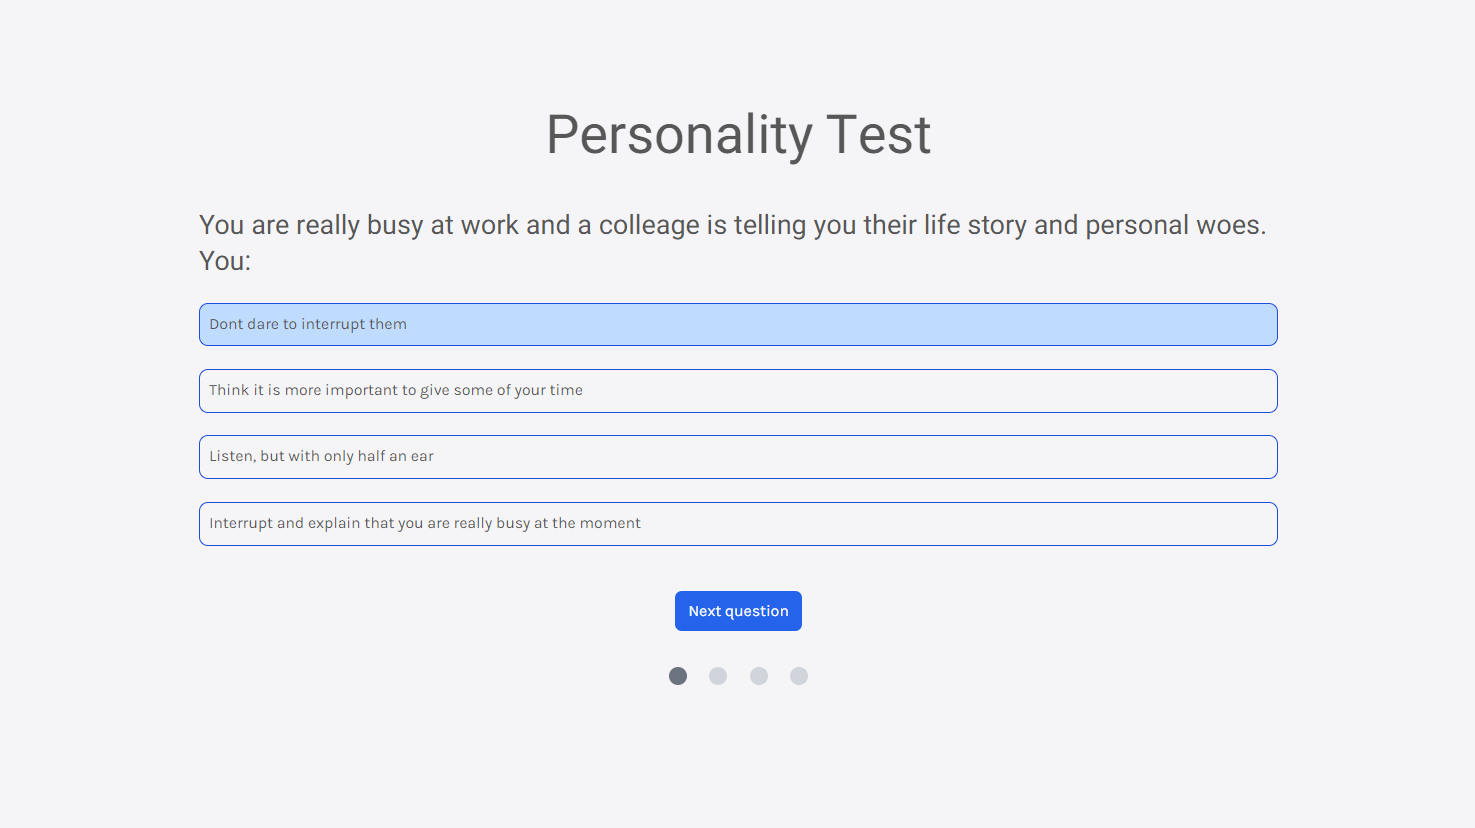 Personality Test
You are really busy at work and a colleage is telling you their life story and personal woes.
You:
Dont dare to interrupt them
Think it is more important to give some of your time
Listen, but with only half an ear
Interrupt and explain that you are really busy at the moment
Next question